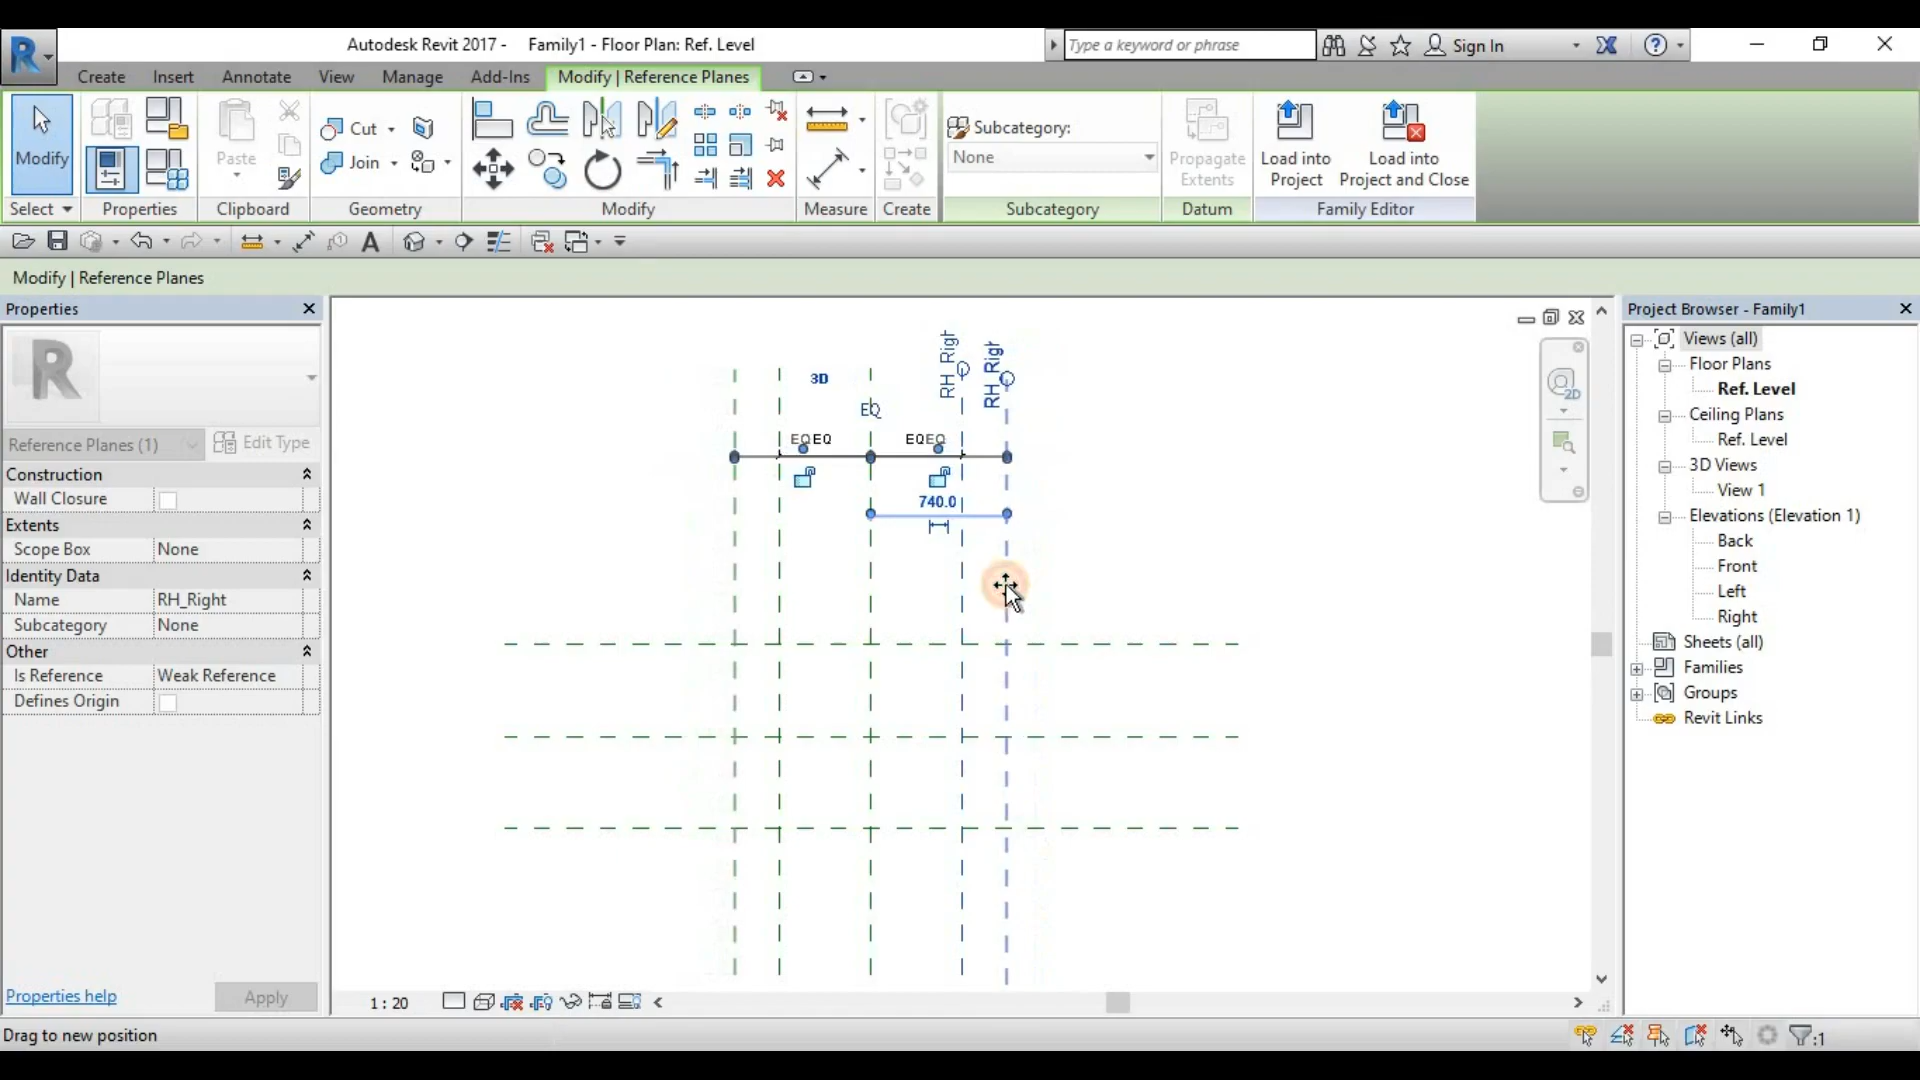 Autodesk Revit 2017 - Family1 - Floor Plan: Ref. Level
Type a keyword or phrase
Sign In
Create Insert Annotate View Manage Add-Ins Modify | Reference Planes
Modify
Cut
Join
Paste
Subcategory:
None
Propagate Extents
Load into Project
Load into Project and Close
Select Properties Clipboard Geometry Modify Measure Create Subcategory Datum Family Editor
Modify | Reference Planes
Properties
R
Reference Planes (1)
Edit Type
Construction
Wall Closure
Extents
Scope Box None
Identity Data
Name RH_Right
Subcategory None
Other
Is Reference Weak Reference
Defines Origin
Properties help
Apply
3D
EQ
EQEQ
EQEQ
740.0
RH_Righ
RH_Righ
2D
1 : 20
Project Browser - Family1
Views (all)
Floor Plans
Ref. Level
Ceiling Plans
Ref. Level
3D Views
View 1
Elevations (Elevation 1)
Back
Front
Left
Right
Sheets (all)
Families
Groups
Revit Links
Drag to new position
:1